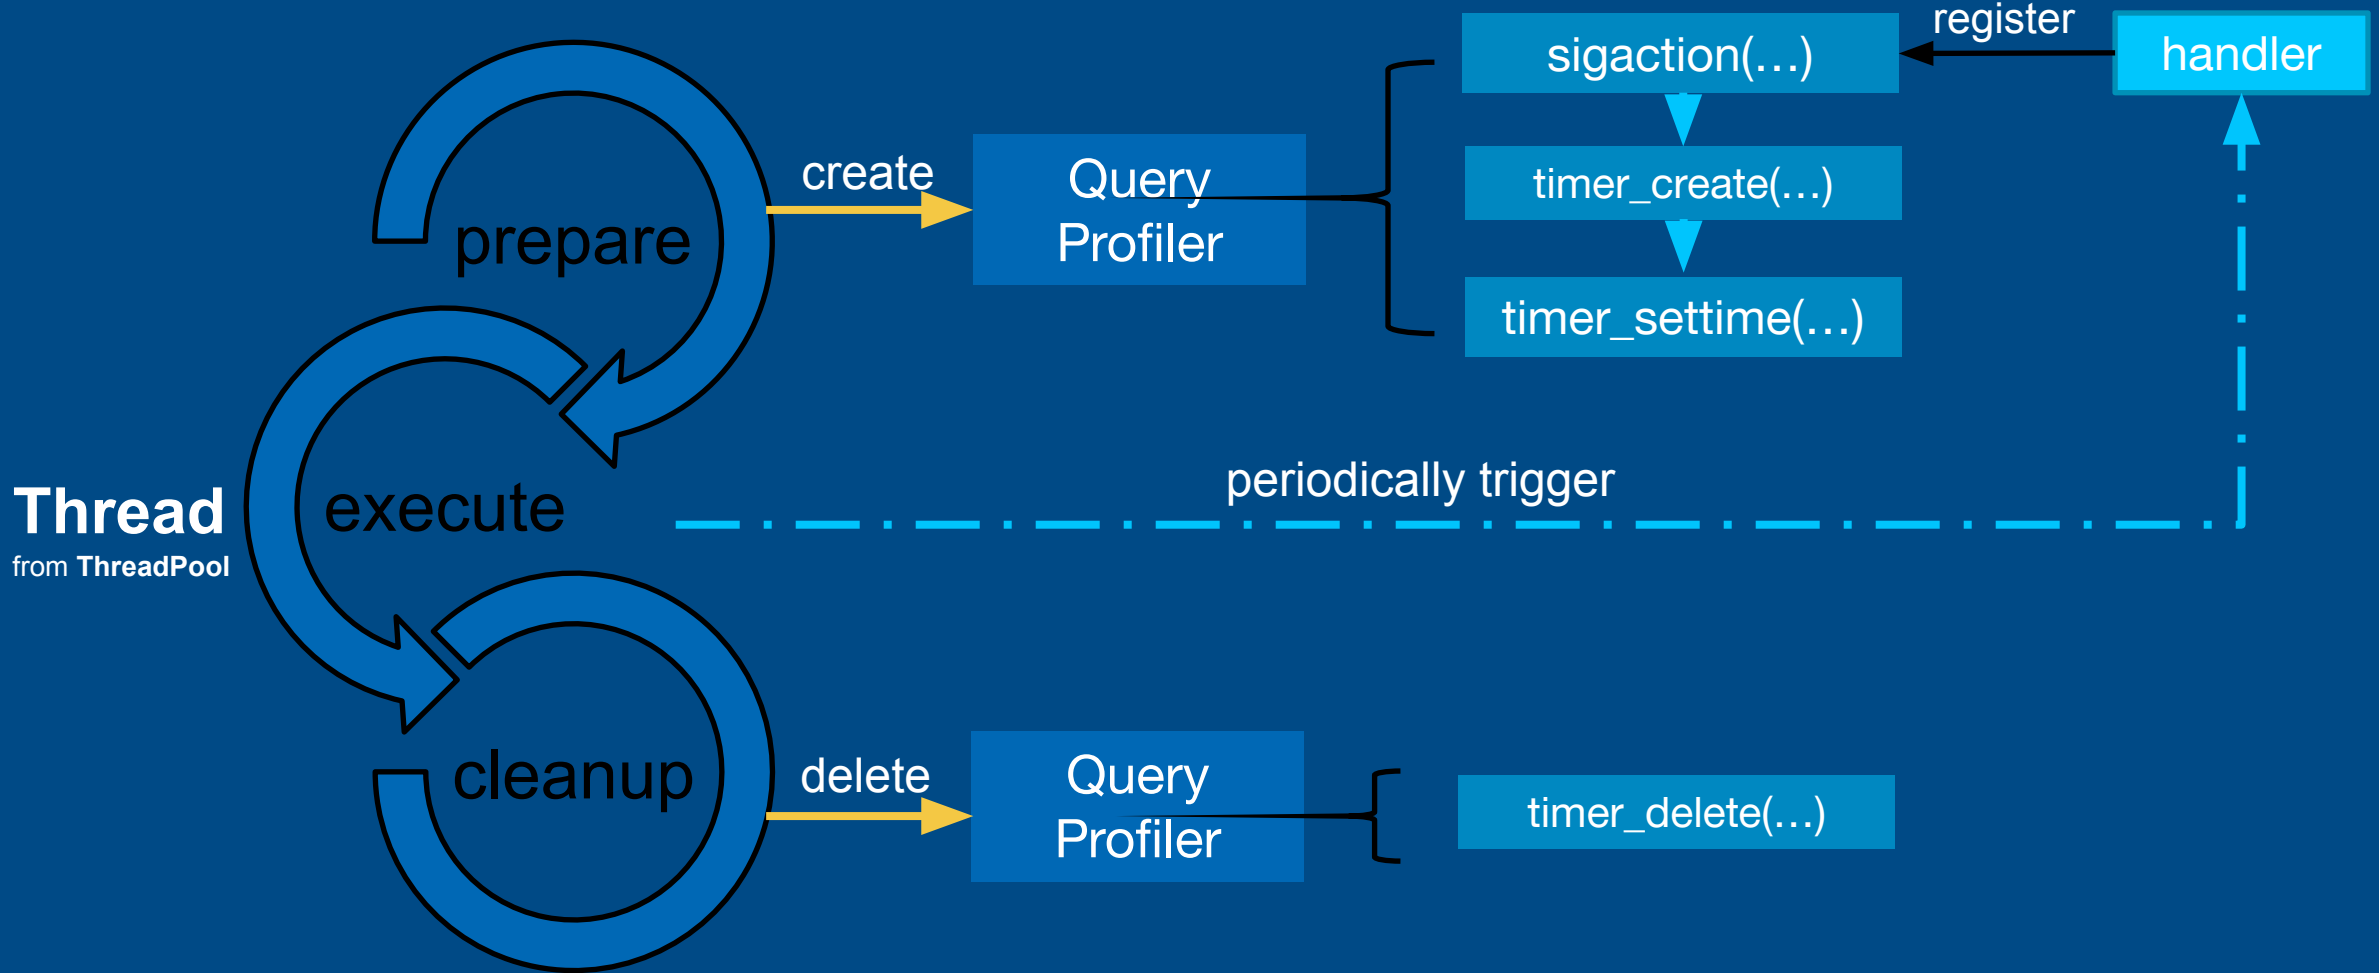 register
sigaction(…)
handler
create
Query
Profiler
timer_create(…)
prepare
timer_settime(…)
periodically trigger
Thread
execute
from ThreadPool
cleanup
delete
Query
Profiler
timer_delete(…)